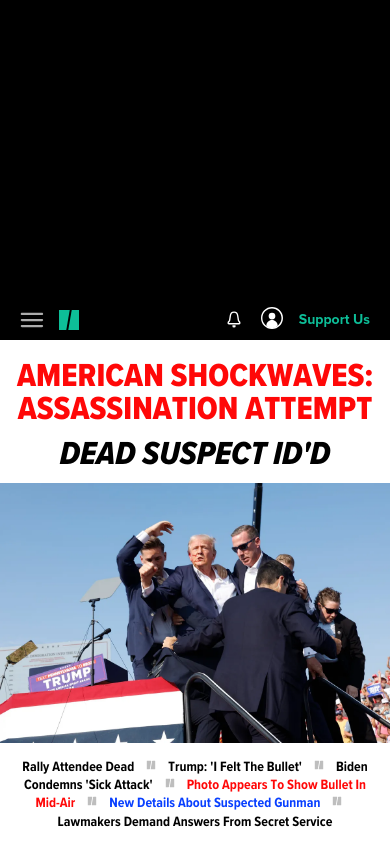 Support Us
AMERICAN SHOCKWAVES:
ASSASSINATION ATTEMPT
DEAD SUSPECT ID'D
TRUMP
Rally Attendee Dead Trump: 'I Felt The Bullet' Biden
Condemns 'Sick Attack' Photo Appears To Show Bullet In
Mid-Air New Details About Suspected Gunman
Lawmakers Demand Answers From Secret Service